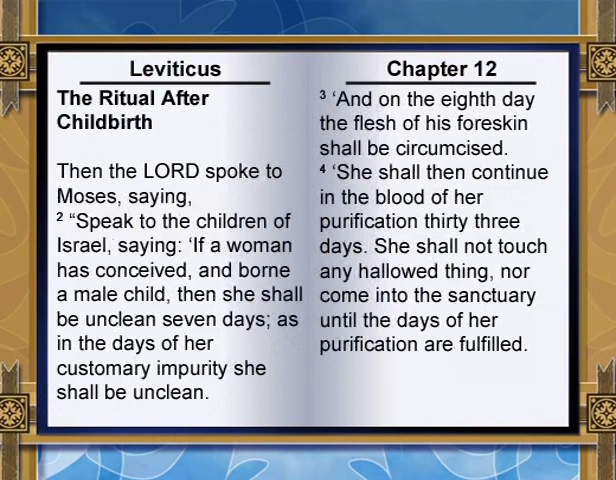 Leviticus
The Ritual After
Childbirth
Then the LORD spoke to
Moses, saying,
² “Speak to the children of
Israel, saying: ‘If a woman
has conceived, and borne
a male child, then she shall
be unclean seven days; as
in the days of her
customary impurity she
shall be unclean.
Chapter 12
³ ‘And on the eighth day
the flesh of his foreskin
shall be circumcised.
⁴ ‘She shall then continue
in the blood of her
purification thirty three
days. She shall not touch
any hallowed thing, nor
come into the sanctuary
until the days of her
purification are fulfilled.